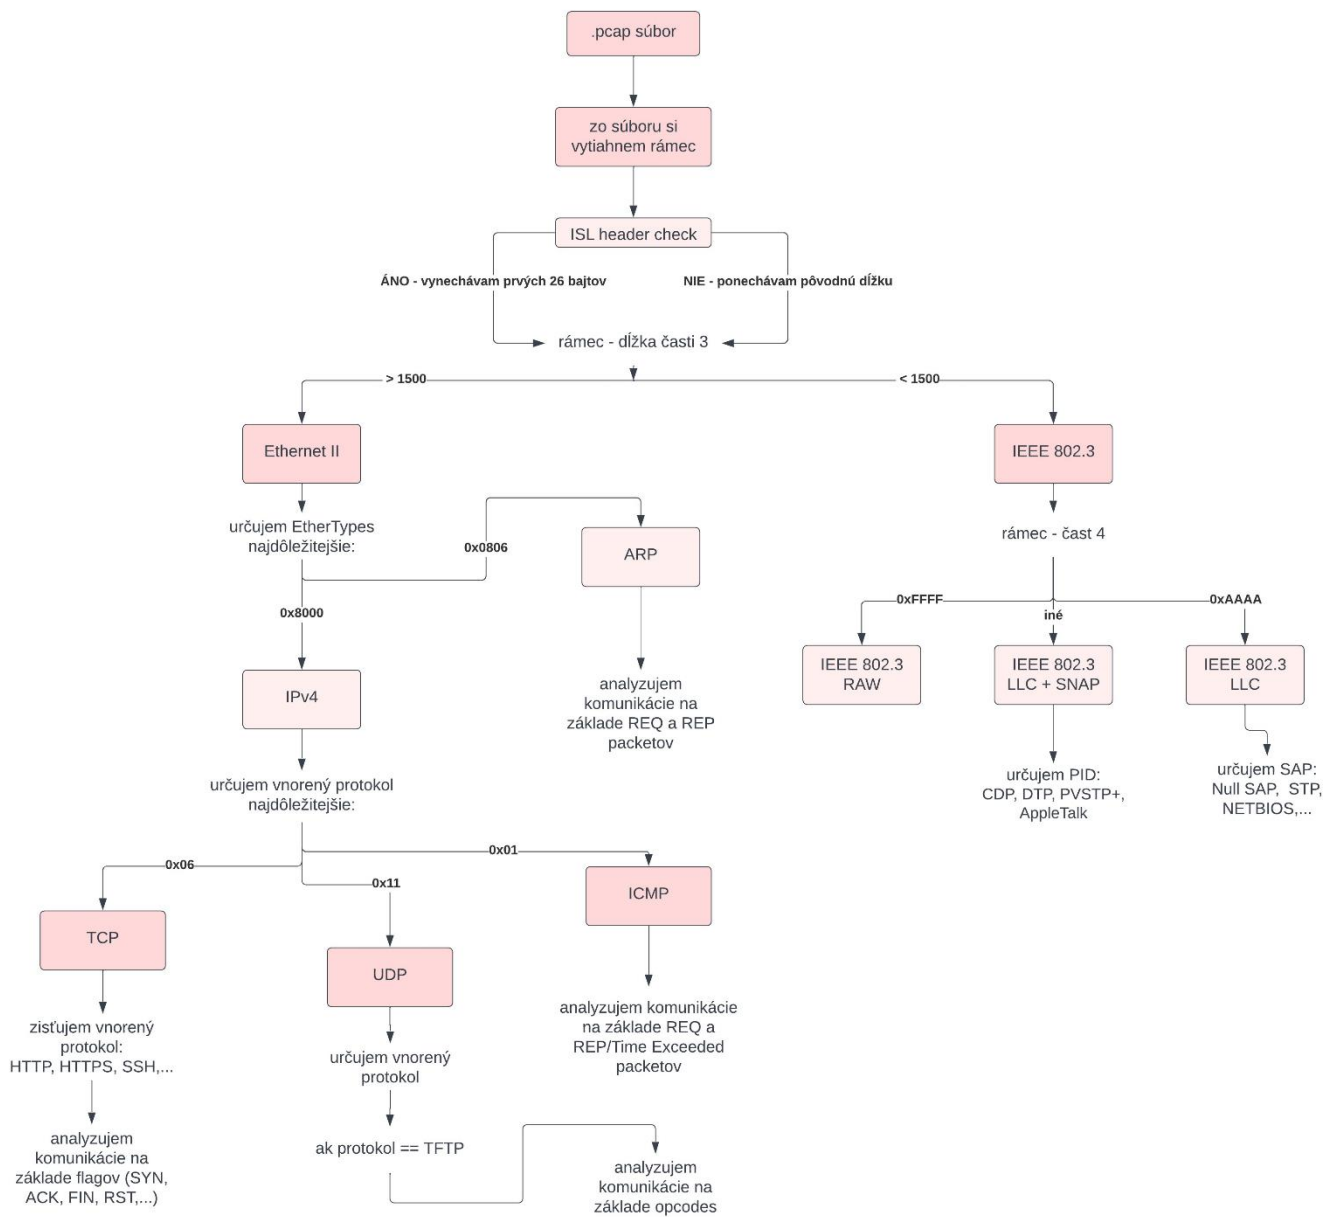 .pcap súbor
zo súboru si
vytiahnem rámec
ISL header check
ÁNO - vynechávam prvých 26 bajtov
NIE - ponechávam pôvodnú dĺžku
rámec - dĺžka časti 3
> 1500
< 1500
Ethernet II
IEEE 802.3
určujem EtherTypes
najdôležitejšie:
0x0806
ARP
rámec - čast 4
0x8000
0xFFFF
iné
0xAAAA
IPv4
analyzujem
komunikácie na
základe REQ a REP
packetov
IEEE 802.3
RAW
IEEE 802.3
LLC + SNAP
IEEE 802.3
LLC
určujem vnorený protokol
najdôležitejšie:
určujem PID:
CDP, DTP, PVSTP+,
AppleTalk
určujem SAP:
Null SAP, STP,
NETBIOS,...
0x06
0x11
0x01
TCP
UDP
ICMP
zisťujem vnorený
protokol:
HTTP, HTTPS, SSH,...
určujem vnorený
protokol
analyzujem komunikácie
na základe REQ a
REP/Time Exceeded
packetov
analyzujem
komunikácie na
základe flagov (SYN,
ACK, FIN, RST,...)
ak protokol == TFTP
analyzujem
komunikácie na
základe opcodes